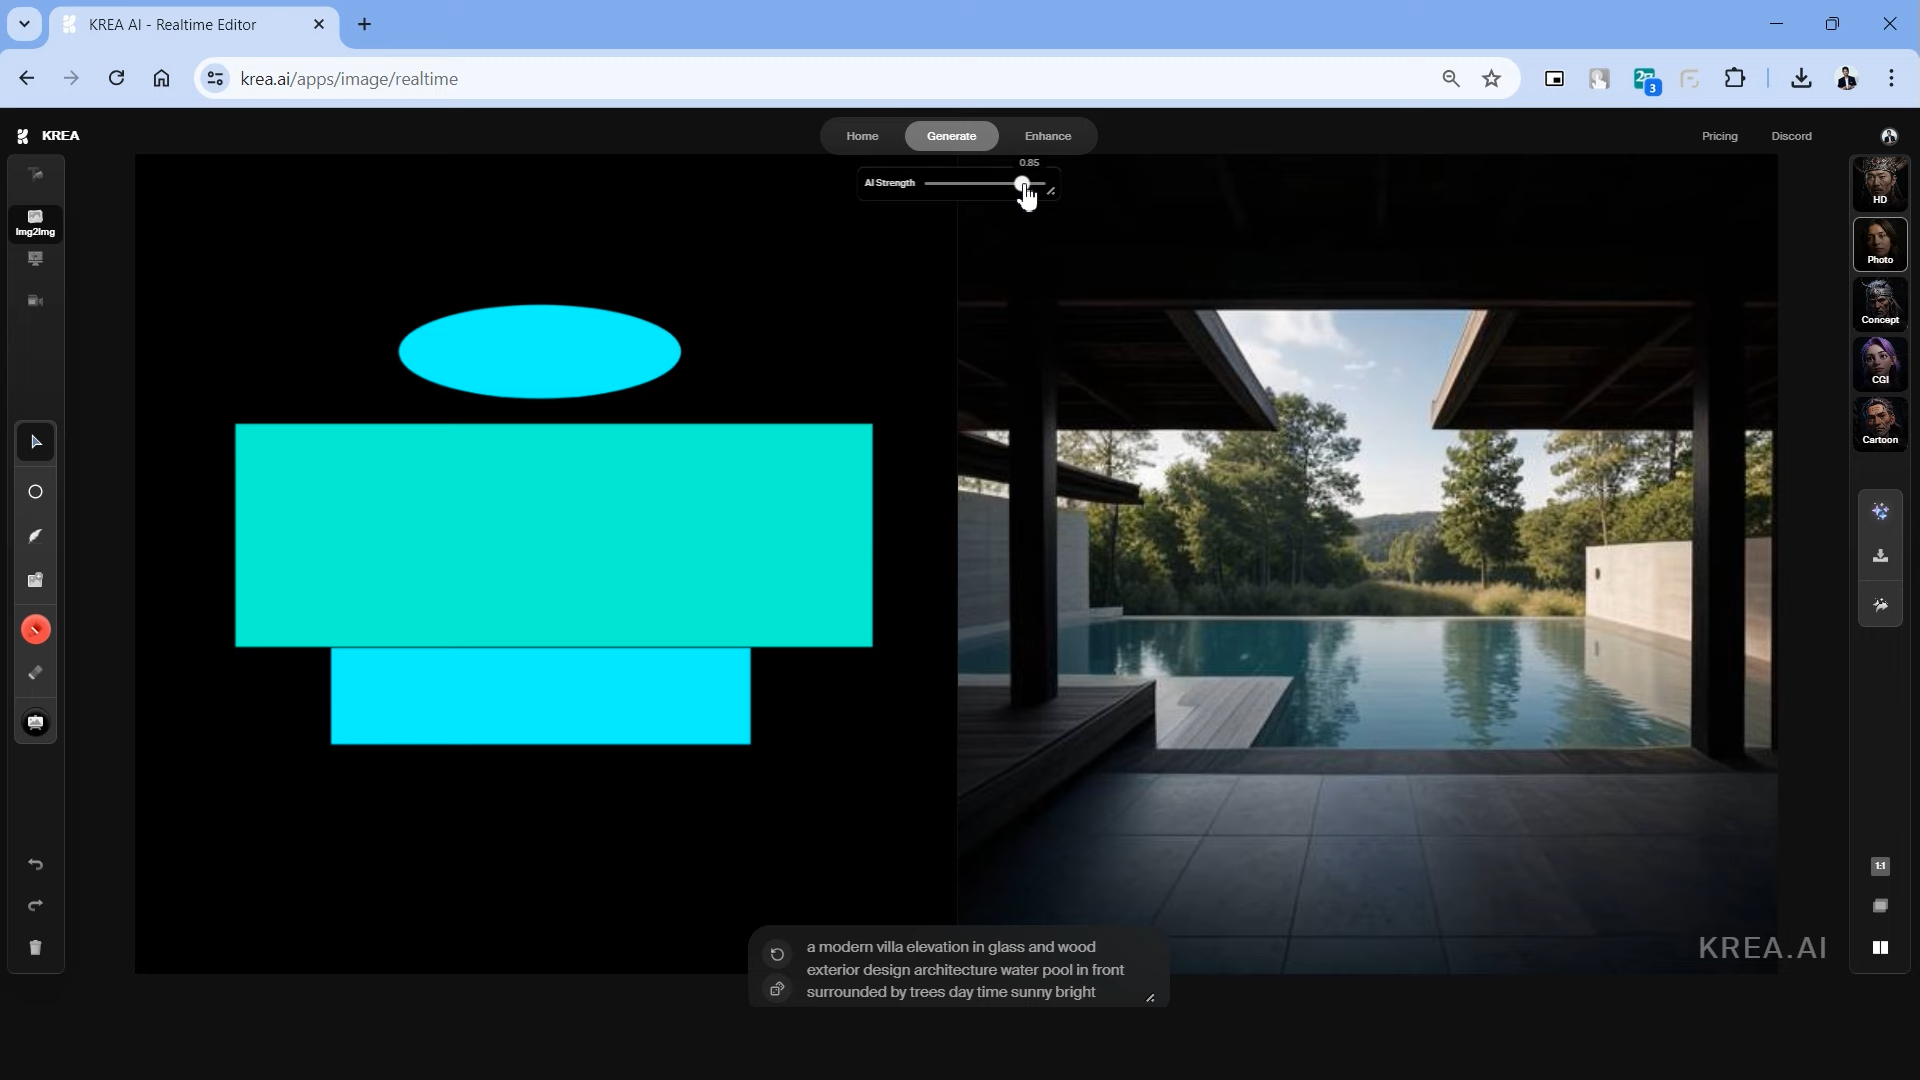 KREA AI - Realtime Editor
krea.ai/apps/image/realtime
3
KREA
Home
Generate
Enhance
Pricing
Discord
0.85
AI Strength
Img2Img
HD
Photo
Concept
CGI
Cartoon
1:1
KREA.AI
a modern villa elevation in glass and wood
exterior design architecture water pool in front
surrounded by trees day time sunny bright